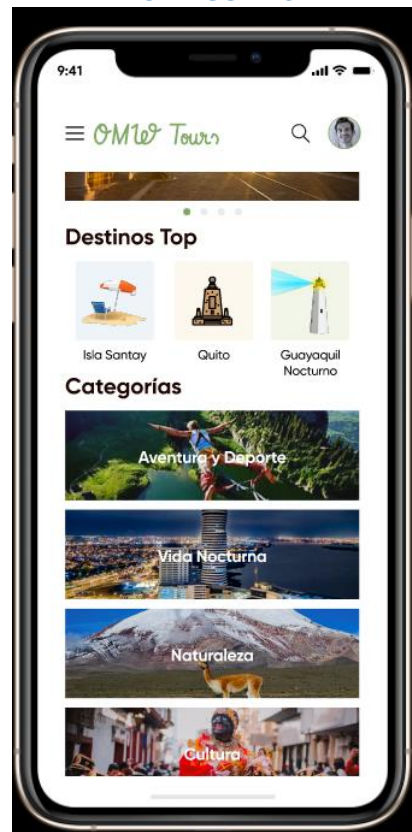 9:41
OMW Tours
Destinos Top
Isla Santay
Quito
Guayaquil
Nocturno
Categorías
Aventura y Deporte
Vida Nocturna
Naturaleza
Cultura